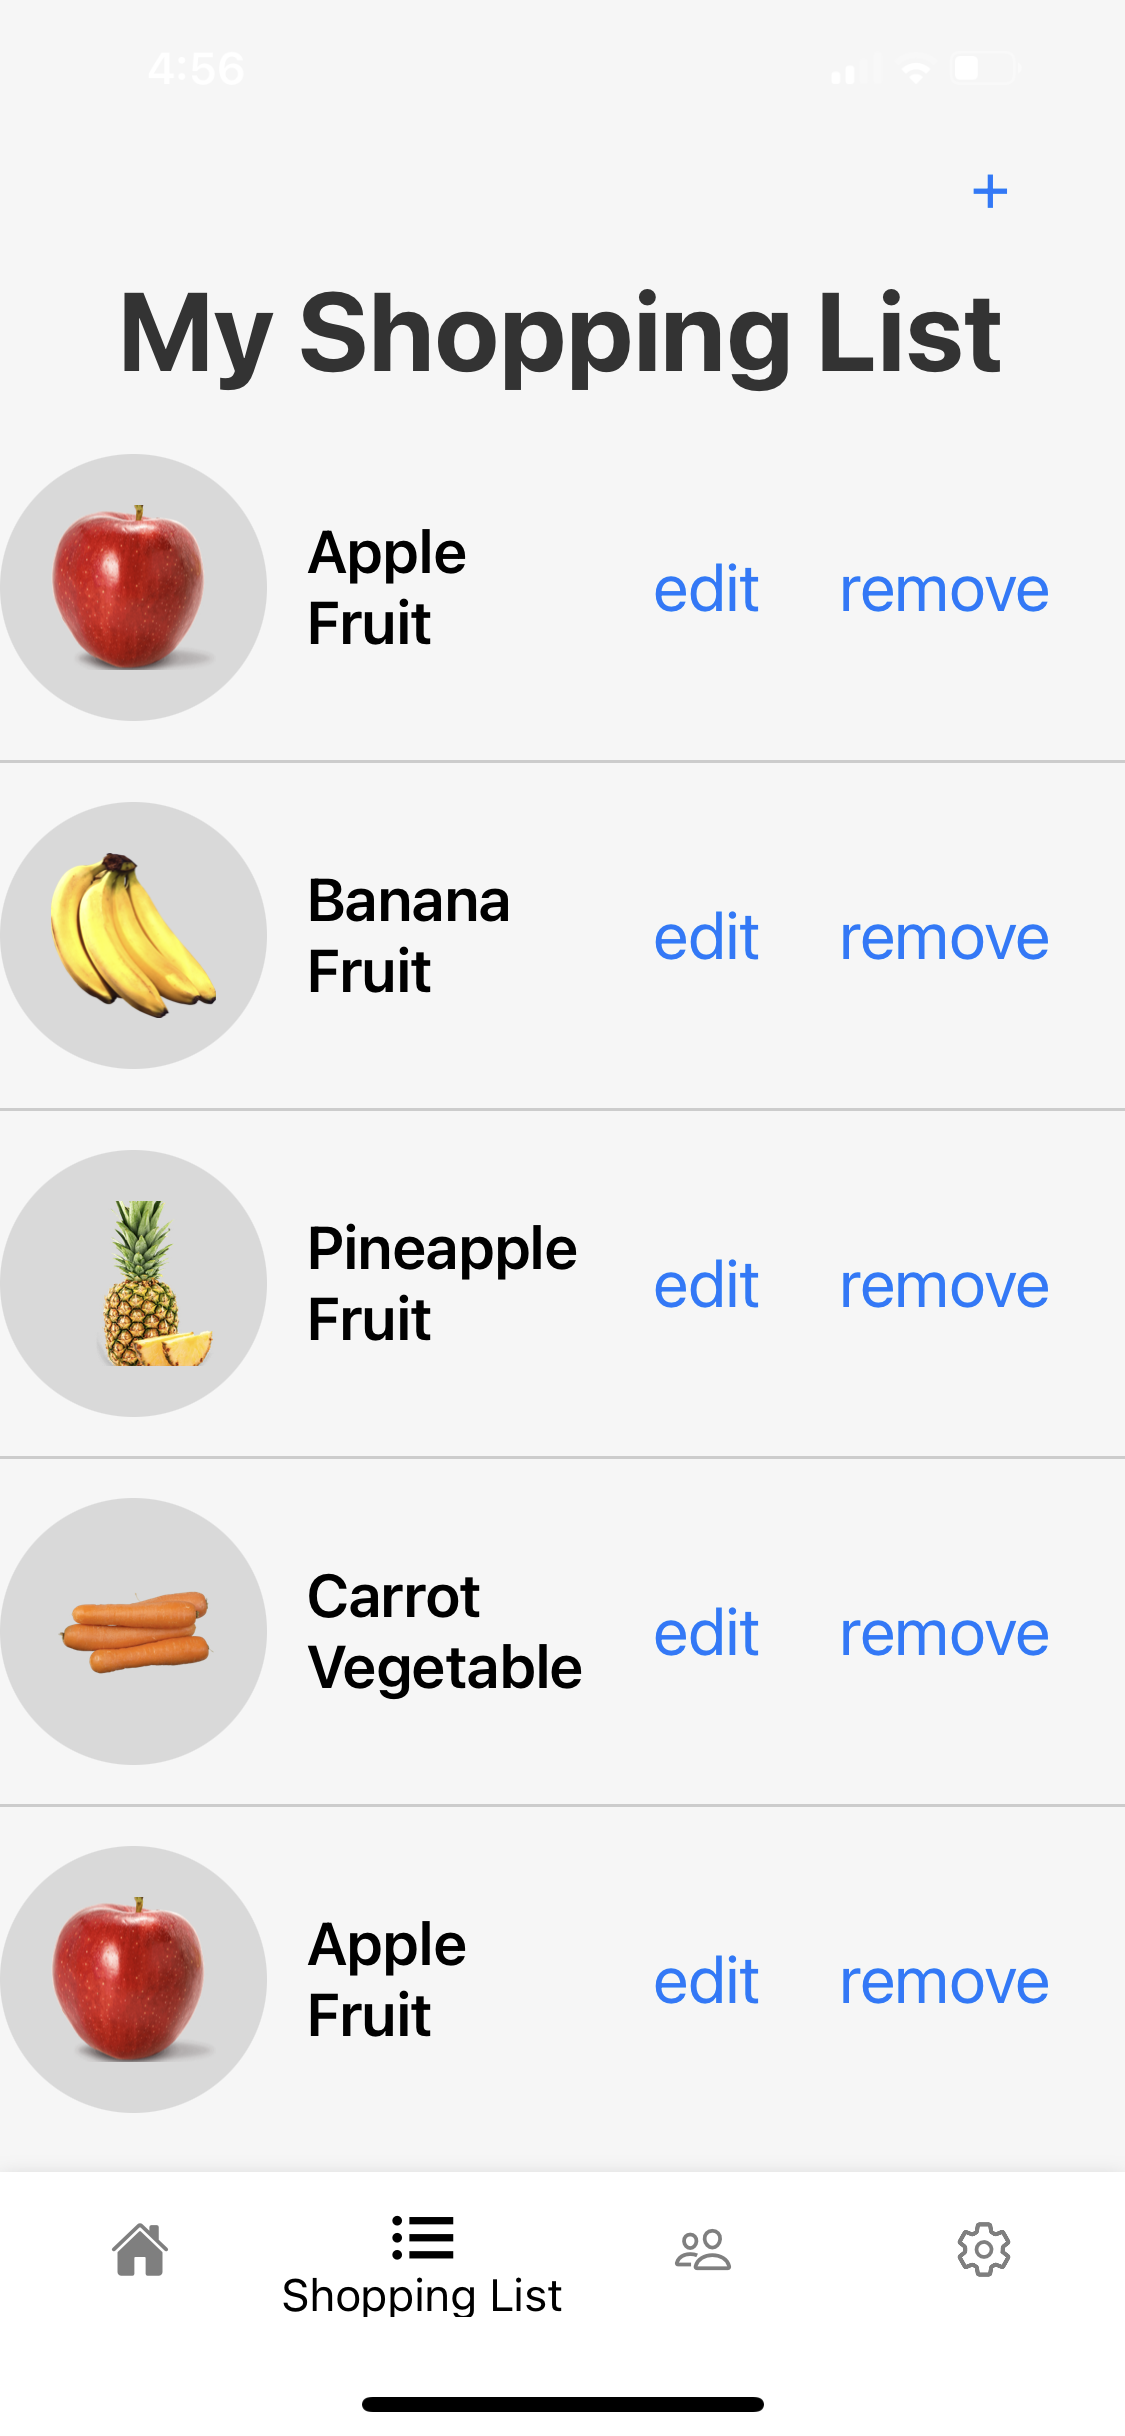 4:56
+
My Shopping List
Apple
Fruit
edit remove
Banana
Fruit
edit remove
Pineapple
Fruit
edit remove
Carrot
Vegetable
edit remove
Apple
Fruit
edit remove
Shopping List